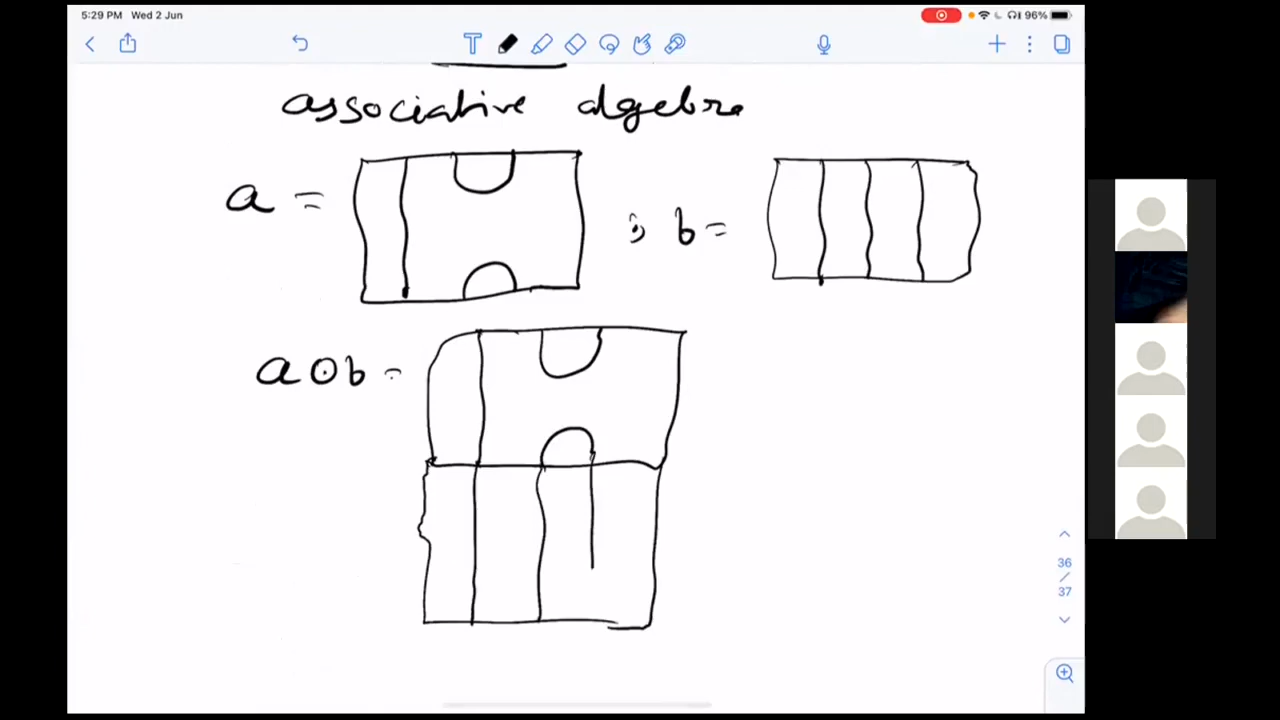 5:29 PM Wed 2 Jun 96%
associative algebra
a = ; b =
a ⊙ b =
36
/
37